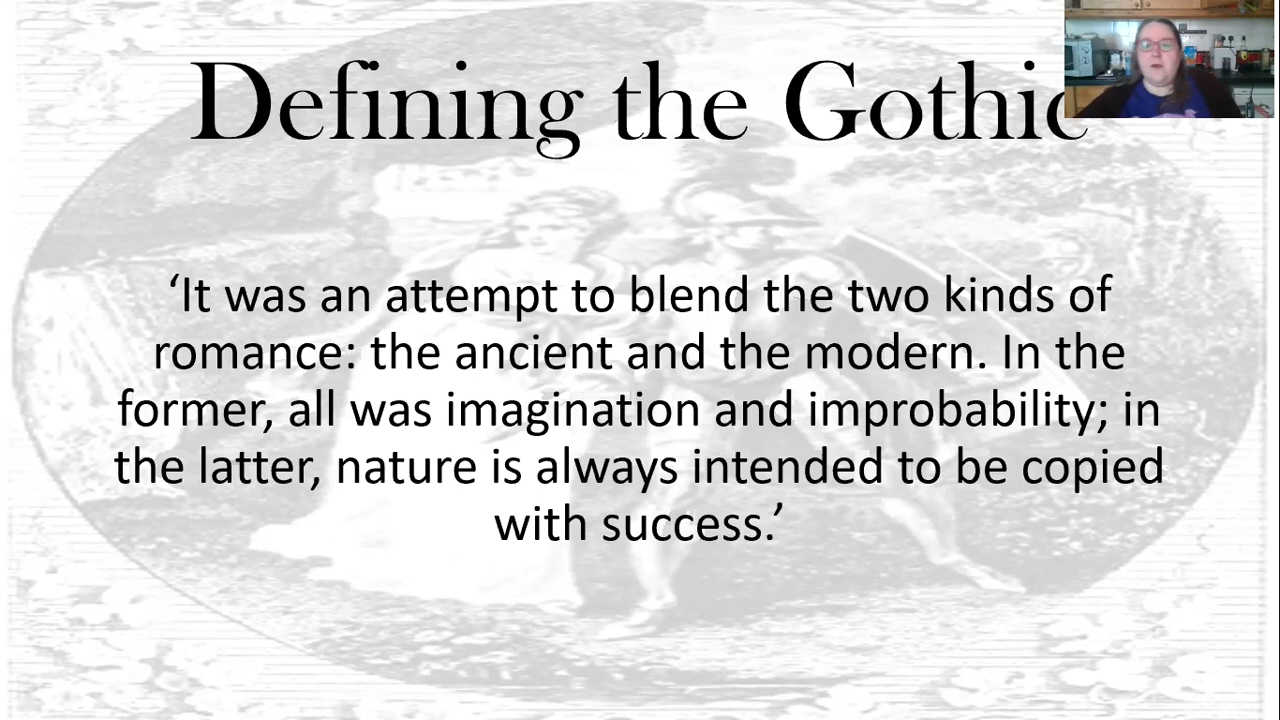 Defining the Gothic
‘It was an attempt to blend the two kinds of
romance: the ancient and the modern. In the
former, all was imagination and improbability; in
the latter, nature is always intended to be copied
with success.’